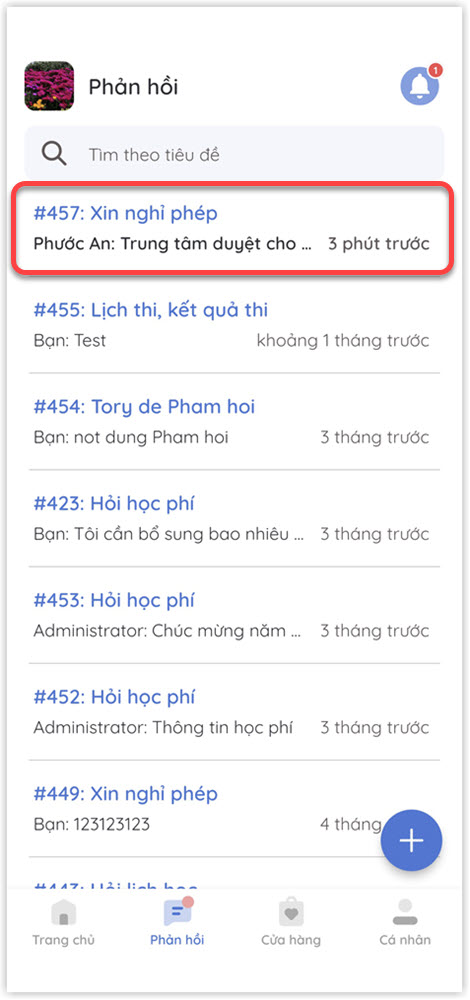 Phản hồi
1
Tìm theo tiêu đề
#457: Xin nghỉ phép
Phước An: Trung tâm duyệt cho ... 3 phút trước
#455: Lịch thi, kết quả thi
Bạn: Test khoảng 1 tháng trước
#454: Tory de Pham hoi
Bạn: not dung Pham hoi 3 tháng trước
#423: Hỏi học phí
Bạn: Tôi cần bổ sung bao nhiêu ... 3 tháng trước
#453: Hỏi học phí
Administrator: Chúc mừng năm ... 3 tháng trước
#452: Hỏi học phí
Administrator: Thông tin học phí 3 tháng trước
#449: Xin nghỉ phép
Bạn: 123123123 4 tháng
#443: Hỏi lịch học
Trang chủ Phản hồi Cửa hàng Cá nhân